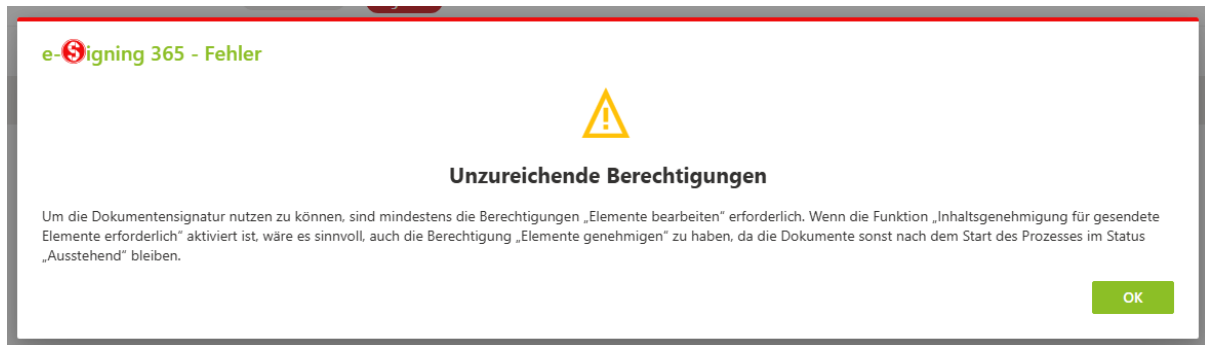 e-Signing 365 - Fehler
Unzureichende Berechtigungen
Um die Dokumentensignatur nutzen zu können, sind mindestens die Berechtigungen „Elemente bearbeiten" erforderlich. Wenn die Funktion „Inhaltsgenehmigung für gesendete
Elemente erforderlich" aktiviert ist, wäre es sinnvoll, auch die Berechtigung „Elemente genehmigen" zu haben, da die Dokumente sonst nach dem Start des Prozesses im Status
„Ausstehend" bleiben.
OK